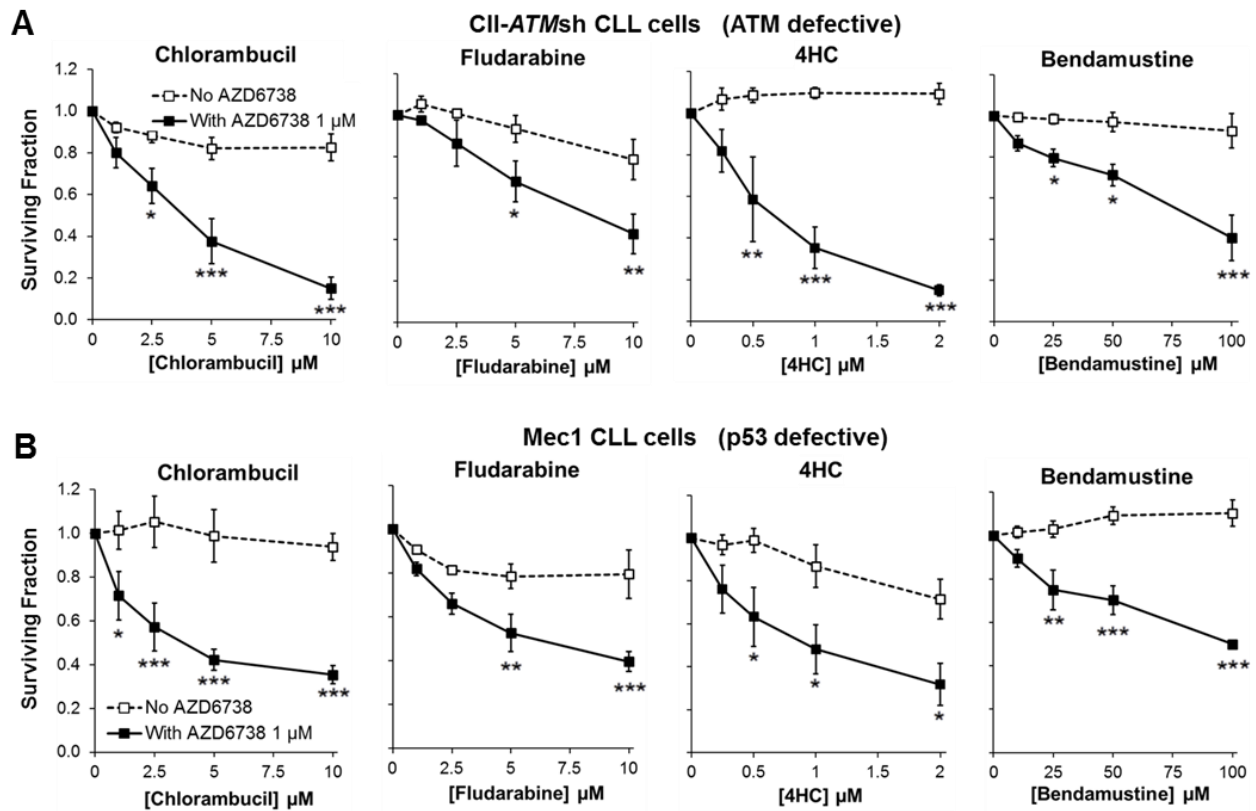 A
CII-ATMsh CLL cells (ATM defective)
Chlorambucil
Fludarabine
4HC
Bendamustine
Surviving Fraction
1.2
1.0
0.8
0.6
0.4
0.2
0.0
No AZD6738
With AZD6738 1 µM
*
***
***
*
**
**
***
***
*
*
***
0 2.5 5 7.5 10
0 2.5 5 7.5 10
0 0.5 1 1.5 2
0 25 50 75 100
[Chlorambucil] µM
[Fludarabine] µM
[4HC] µM
[Bendamustine] µM
B
Mec1 CLL cells (p53 defective)
Chlorambucil
Fludarabine
4HC
Bendamustine
Surviving Fraction
1.2
1.0
0.8
0.6
0.4
0.2
0.0
*
***
***
***
**
***
*
*
*
**
***
***
No AZD6738
With AZD6738 1 µM
0 2.5 5 7.5 10
0 2.5 5 7.5 10
0 0.5 1 1.5 2
0 25 50 75 100
[Chlorambucil] µM
[Fludarabine] µM
[4HC] µM
[Bendamustine] µM